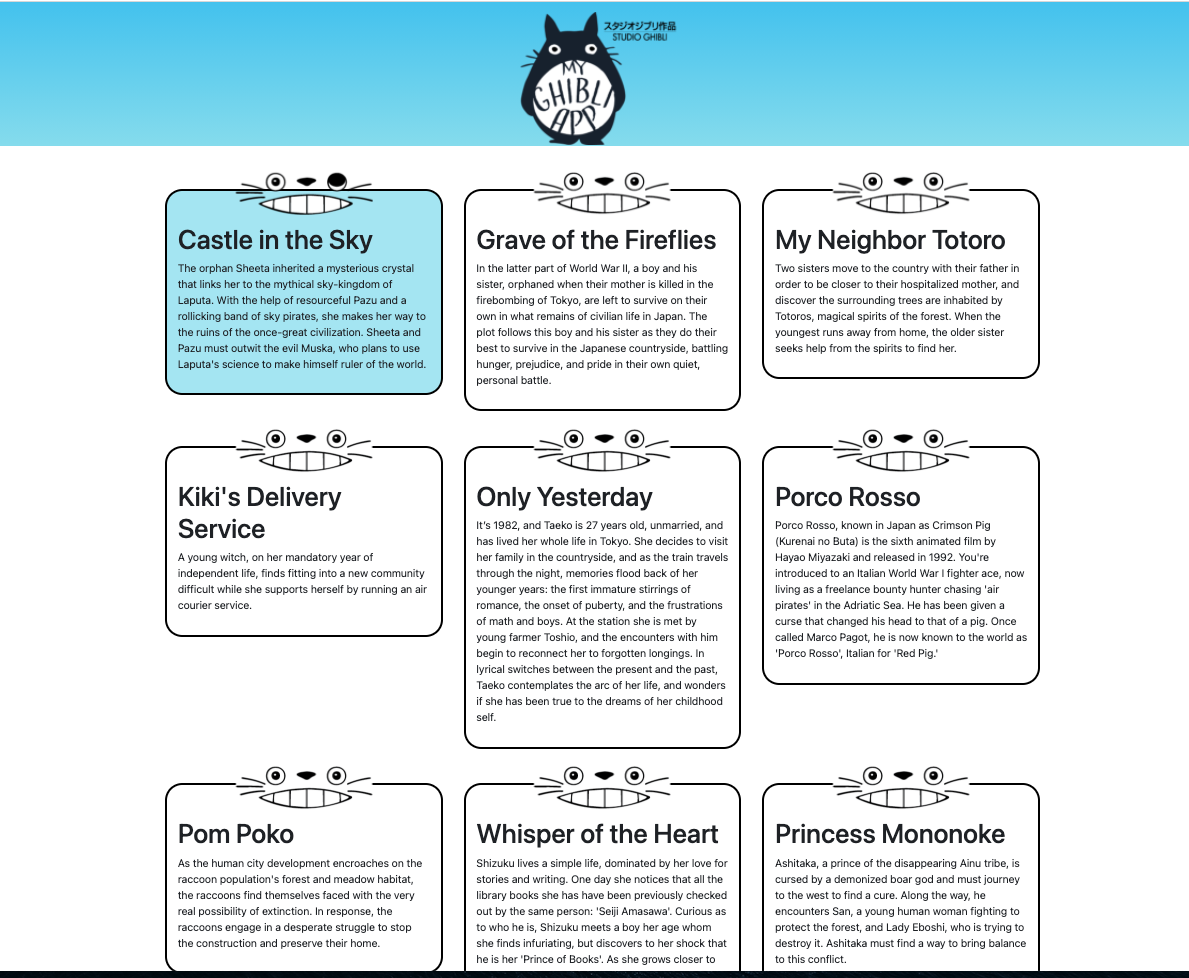 スタジオジブリ作品
STUDIO GHIBLI
MY
GHIBLI
APP
Castle in the Sky
The orphan Sheeta inherited a mysterious crystal
that links her to the mythical sky-kingdom of
Laputa. With the help of resourceful Pazu and a
rollicking band of sky pirates, she makes her way to
the ruins of the once-great civilization. Sheeta and
Pazu must outwit the evil Muska, who plans to use
Laputa's science to make himself ruler of the world.
Grave of the Fireflies
In the latter part of World War II, a boy and his
sister, orphaned when their mother is killed in the
firebombing of Tokyo, are left to survive on their
own in what remains of civilian life in Japan. The
plot follows this boy and his sister as they do their
best to survive in the Japanese countryside, battling
hunger, prejudice, and pride in their own quiet,
personal battle.
My Neighbor Totoro
Two sisters move to the country with their father in
order to be closer to their hospitalized mother, and
discover the surrounding trees are inhabited by
Totoros, magical spirits of the forest. When the
youngest runs away from home, the older sister
seeks help from the spirits to find her.
Kiki's Delivery
Service
A young witch, on her mandatory year of
independent life, finds fitting into a new community
difficult while she supports herself by running an air
courier service.
Only Yesterday
It's 1982, and Taeko is 27 years old, unmarried, and
has lived her whole life in Tokyo. She decides to visit
her family in the countryside, and as the train travels
through the night, memories flood back of her
younger years: the first immature stirrings of
romance, the onset of puberty, and the frustrations
of math and boys. At the station she is met by
young farmer Toshio, and the encounters with him
begin to reconnect her to forgotten longings. In
lyrical switches between the present and the past,
Taeko contemplates the arc of her life, and wonders
if she has been true to the dreams of her childhood
self.
Porco Rosso
Porco Rosso, known in Japan as Crimson Pig
(Kurenai no Buta) is the sixth animated film by
Hayao Miyazaki and released in 1992. You're
introduced to an Italian World War I fighter ace, now
living as a freelance bounty hunter chasing 'air
pirates' in the Adriatic Sea. He has been given a
curse that changed his head to that of a pig. Once
called Marco Pagot, he is now known to the world as
'Porco Rosso', Italian for 'Red Pig.'
Pom Poko
As the human city development encroaches on the
raccoon population's forest and meadow habitat,
the raccoons find themselves faced with the very
real possibility of extinction. In response, the
raccoons engage in a desperate struggle to stop
the construction and preserve their home.
Whisper of the Heart
Shizuku lives a simple life, dominated by her love for
stories and writing. One day she notices that all the
library books she has have been previously checked
out by the same person: 'Seiji Amasawa'. Curious as
to who he is, Shizuku meets a boy her age whom
she finds infuriating, but discovers to her shock that
he is her 'Prince of Books'. As she grows closer to
Princess Mononoke
Ashitaka, a prince of the disappearing Ainu tribe, is
cursed by a demonized boar god and must journey
to the west to find a cure. Along the way, he
encounters San, a young human woman fighting to
protect the forest, and Lady Eboshi, who is trying to
destroy it. Ashitaka must find a way to bring balance
to this conflict.